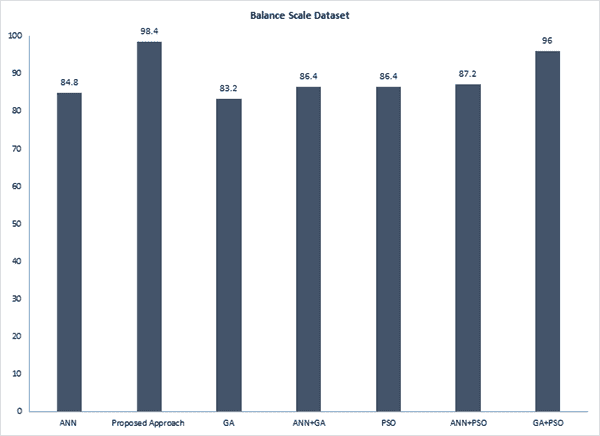 Balance Scale Dataset
100
90
80
70
60
50
40
30
20
10
0
84.8
98.4
83.2
86.4
86.4
87.2
96
ANN
Proposed Approach
GA
ANN+GA
PSO
ANN+PSO
GA+PSO